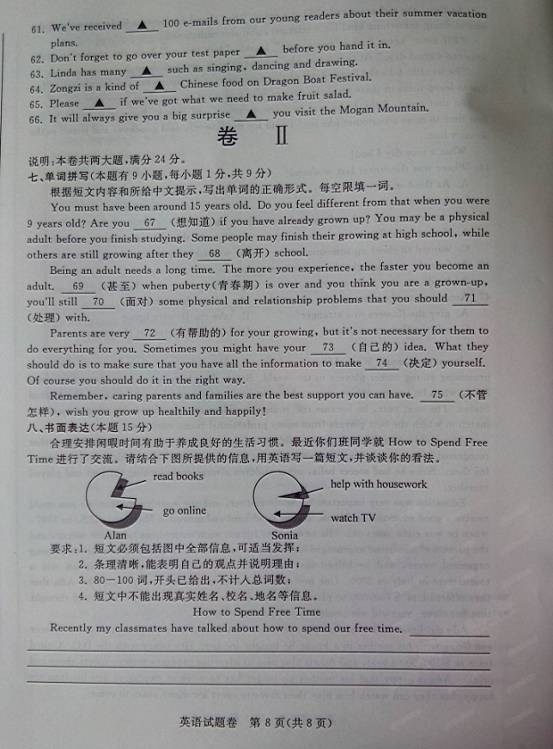 61. We've received ▲ 100 e-mails from our young readers about their summer vacation
plans.
62. Don't forget to go over your test paper ▲ before you hand it in.
63. Linda has many ▲ such as singing, dancing and drawing.
64. Zongzi is a kind of ▲ Chinese food on Dragon Boat Festival.
65. Please ▲ if we've got what we need to make fruit salad.
66. It will always give you a big surprise ▲ you visit the Mogan Mountain.
卷 Ⅱ
说明:本卷共两大题,满分24分。
七、单词拼写(本题有9小题,每小题1分,共9分)
根据短文内容和所给中文提示,写出单词的正确形式。每空限填一词。
You must have been around 15 years old. Do you feel different from that when you were
9 years old? Are you 67 (想知道) if you have already grown up? You may be a physical
adult before you finish studying. Some people may finish their growing at high school, while
others are still growing after they 68 (离开) school.
Being an adult needs a long time. The more you experience, the faster you become an
adult. 69 (甚至) when puberty(青春期) is over and you think you are a grown-up,
you'll still 70 (面对) some physical and relationship problems that you should 71
(处理) with.
Parents are very 72 (有帮助的) for your growing, but it's not necessary for them to
do everything for you. Sometimes you might have your 73 (自己的) idea. What they
should do is to make sure that you have all the information to make 74 (决定) yourself.
Of course you should do it in the right way.
Remember, caring parents and families are the best support you can have. 75 (不管
怎样), wish you grow up healthily and happily!
八、书面表达(本题15分)
合理安排闲暇时间有助于养成良好的生活习惯。最近你们班同学就 How to Spend Free
Time 进行了交流。请结合下图所提供的信息,用英语写一篇短文,并谈谈你的看法。
read books
go online
Alan
help with housework
watch TV
Sonia
要求:1. 短文必须包括图中全部信息,可适当发挥;
2. 条理清晰,能表明自己的观点并说明理由;
3. 80－100词,开头已给出,不计入总词数;
4. 短文中不能出现真实姓名、校名、地名等信息。
How to Spend Free Time
Recently my classmates have talked about how to spend our free time.
英语试题卷 第8页(共8页)